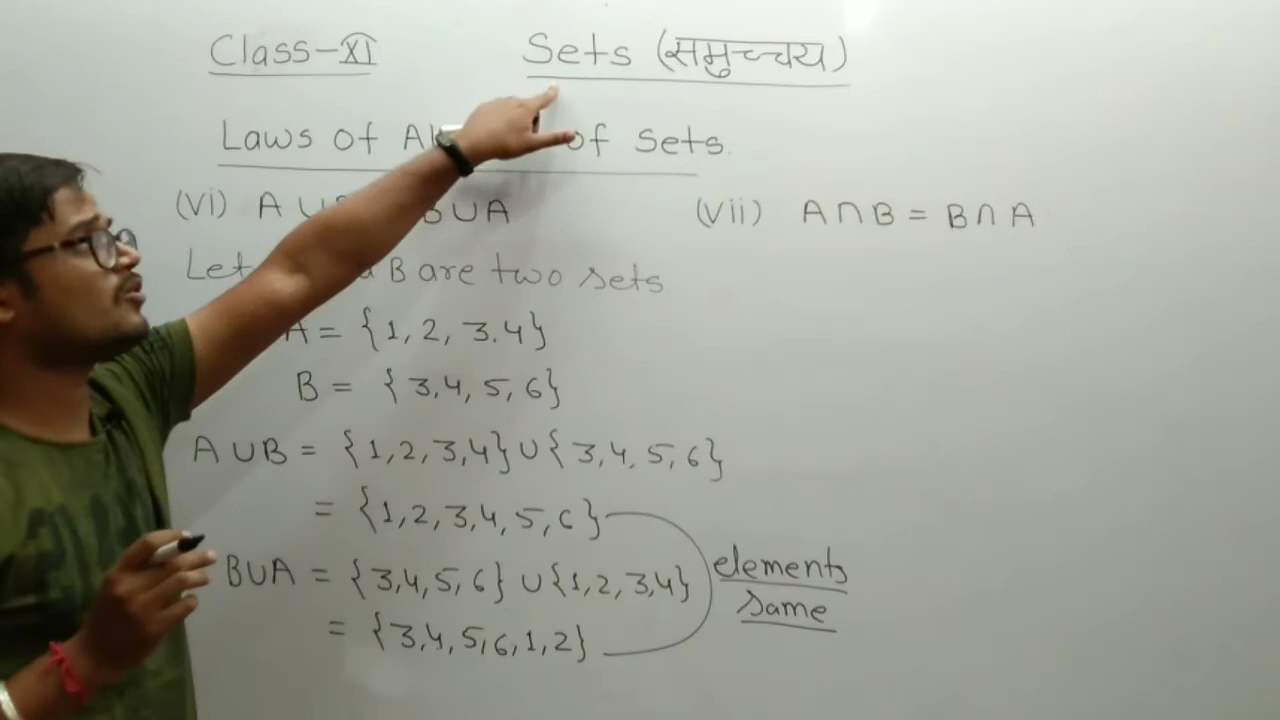 Class-XI
Sets (समुच्चय)
Laws of Al of Sets.
(vi) A U BUA
(vii) A∩B = B∩A
Let B are two sets
A = {1, 2, 3.4}
B = {3,4, 5, 6}
A ∪B = {1,2,3,4}∪{3,4,5,6}
= {1,2,3,4,5,6}
B∪A = {3,4,5,6} ∪{1,2,3,4}
= {3,4,5,6,1,2}
elements
same